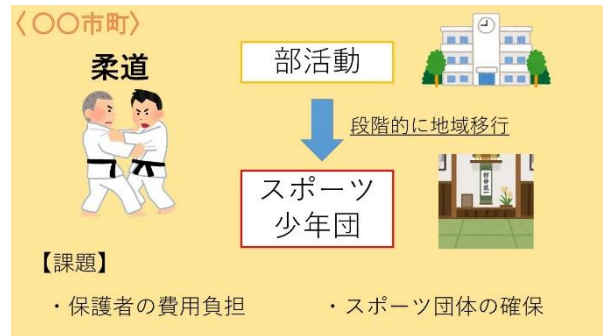 〈〇〇市町〉
柔道
部活動
段階的に地域移行
スポーツ
少年団
【課題】
・保護者の費用負担
・スポーツ団体の確保